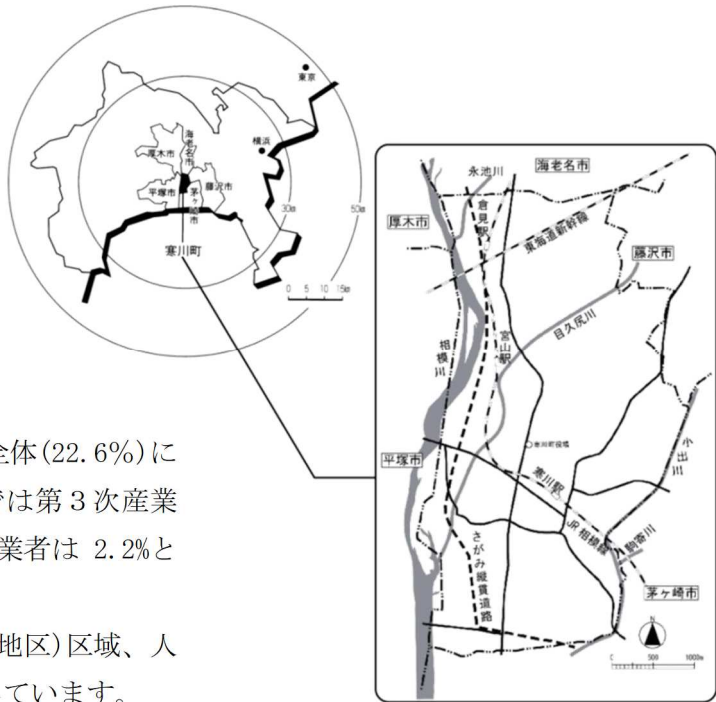 東京
横浜
海老名市
厚木市
平塚市
茅ヶ崎市
藤沢市
30㎞
50㎞
寒川町
0 5 10 15㎞
永池川
海老名市
倉見駅
厚木市
東海道新幹線
藤沢市
目久尻川
宮山駅
相模川
寒川町役場
平塚市
小出川
寒川駅
JR相模線
駒寄川
さがみ縦貫道路
茅ヶ崎市
N
0 500 1000m
全体(22.6%)に
では第３次産業
業者は 2.2%と
地区)区域、人
っています。